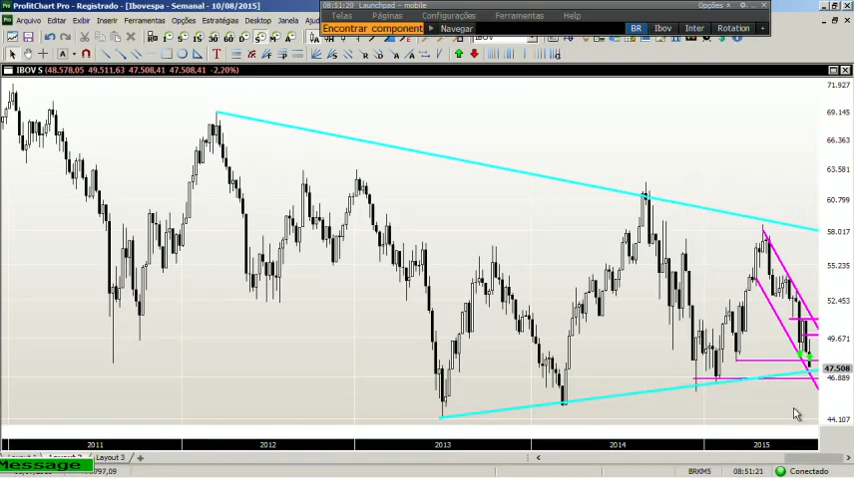 ProfitChart Pro - Registrado - [Ibovespa - Semanal - 10/08/2015]
08:51:20 Launchpad - mobile
Opções
Telas Páginas Configurações Ferramentas Help
Arquivo Editar Exibir Inserir Ferramentas Estratégias Desktop Janela
Encontrar component Navegar
BR Ibov Inter Rotation
IBOV S (48.578,05 49.511,63 47.508,41 47.508,41 -2,20%)
71.927
69.145
66.363
63.581
60.799
58.017
55.235
52.453
49.671
47.508
46.889
44.107
2011 2012 2013 2014 2015
Layout 3
Message
BRKM5 08:51:21 Conectado